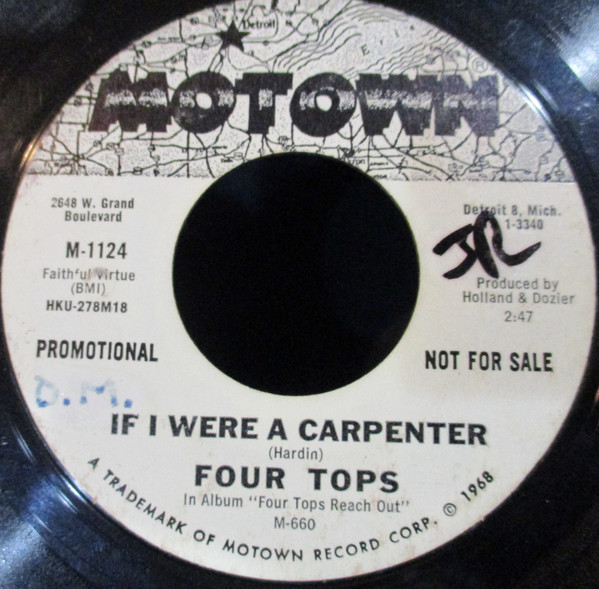 Detroit
Erie
MOTOWN
®
2648 W. Grand
Boulevard
M-1124
Faithful Virtue
(BMI)
HKU-278M18
PROMOTIONAL
D.M.
Detroit 8, Mich.
1-3340
JR
Produced by
Holland & Dozier
2:47
NOT FOR SALE
IF I WERE A CARPENTER
(Hardin)
FOUR TOPS
In Album "Four Tops Reach Out"
M-660
A TRADEMARK OF MOTOWN RECORD CORP. © 1968